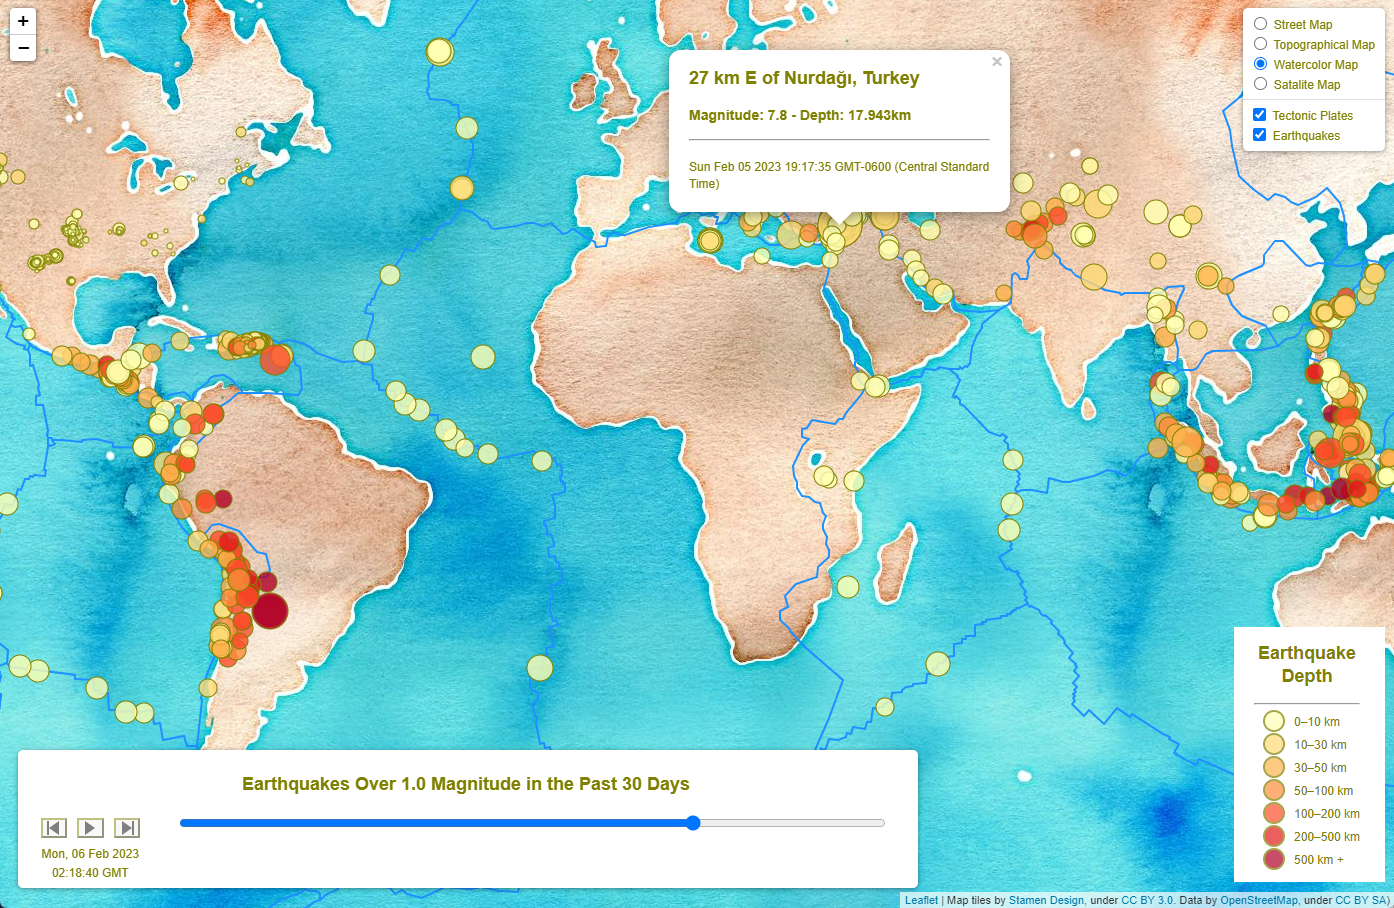 +
−
27 km E of Nurdağı, Turkey
×
Magnitude: 7.8 - Depth: 17.943km
Sun Feb 05 2023 19:17:35 GMT-0600 (Central Standard
Time)
Street Map
Topographical Map
Watercolor Map
Satalite Map
Tectonic Plates
Earthquakes
Earthquake
Depth
0–10 km
10–30 km
30–50 km
50–100 km
100–200 km
200–500 km
500 km +
Earthquakes Over 1.0 Magnitude in the Past 30 Days
Mon, 06 Feb 2023
02:18:40 GMT
Leaflet | Map tiles by Stamen Design, under CC BY 3.0. Data by OpenStreetMap, under CC BY SA)